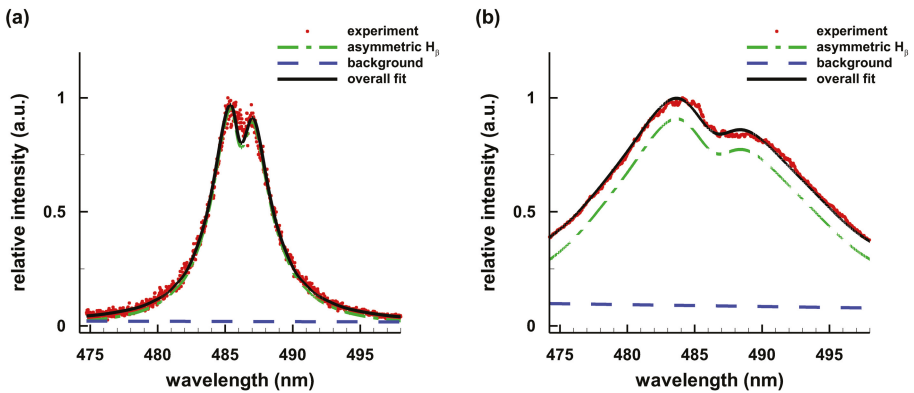 (a)
experiment
asymmetric Hβ
background
overall fit
relative intensity (a.u.)
1
0.5
0
475 480 485 490 495
wavelength (nm)
(b)
experiment
asymmetric Hβ
background
overall fit
relative intensity (a.u.)
1
0.5
0
475 480 485 490 495
wavelength (nm)